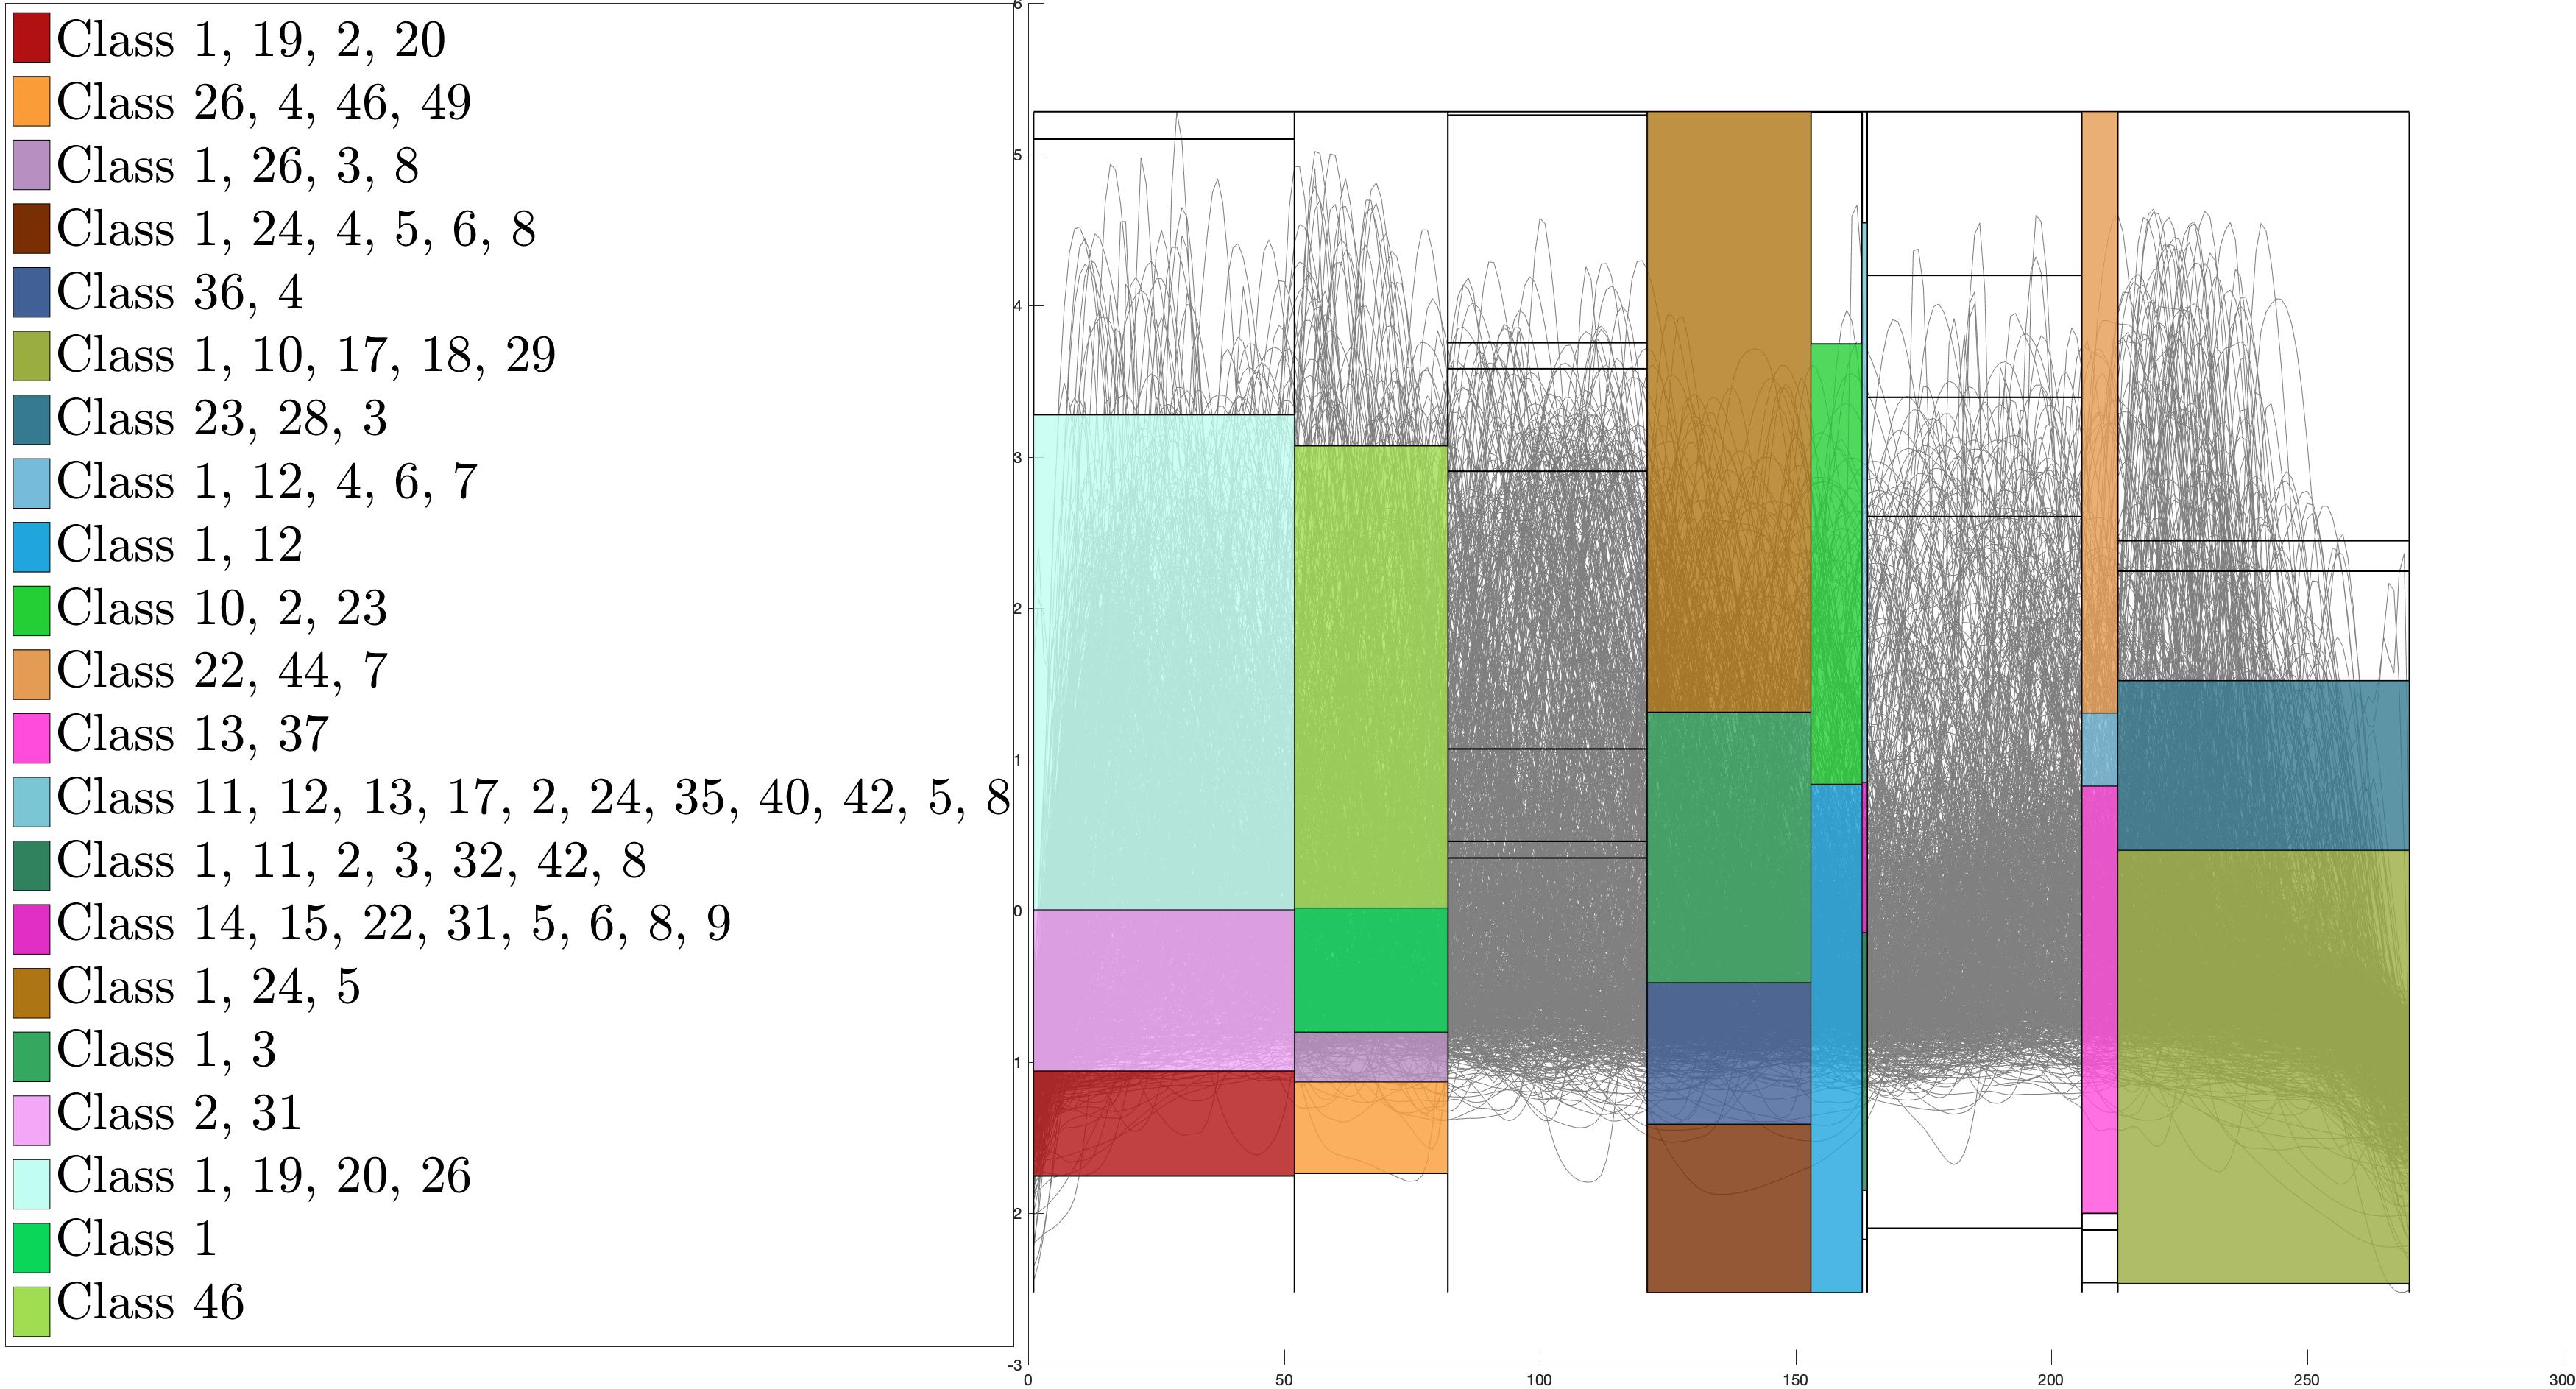 Class 1, 19, 2, 20
Class 26, 4, 46, 49
Class 1, 26, 3, 8
Class 1, 24, 4, 5, 6, 8
Class 36, 4
Class 1, 10, 17, 18, 29
Class 23, 28, 3
Class 1, 12, 4, 6, 7
Class 1, 12
Class 10, 2, 23
Class 22, 44, 7
Class 13, 37
Class 11, 12, 13, 17, 2, 24, 35, 40, 42, 5, 8
Class 1, 11, 2, 3, 32, 42, 8
Class 14, 15, 22, 31, 5, 6, 8, 9
Class 1, 24, 5
Class 1, 3
Class 2, 31
Class 1, 19, 20, 26
Class 1
Class 46
6
5
4
3
2
1
0
1
2
-3
0
50
100
150
200
250
300